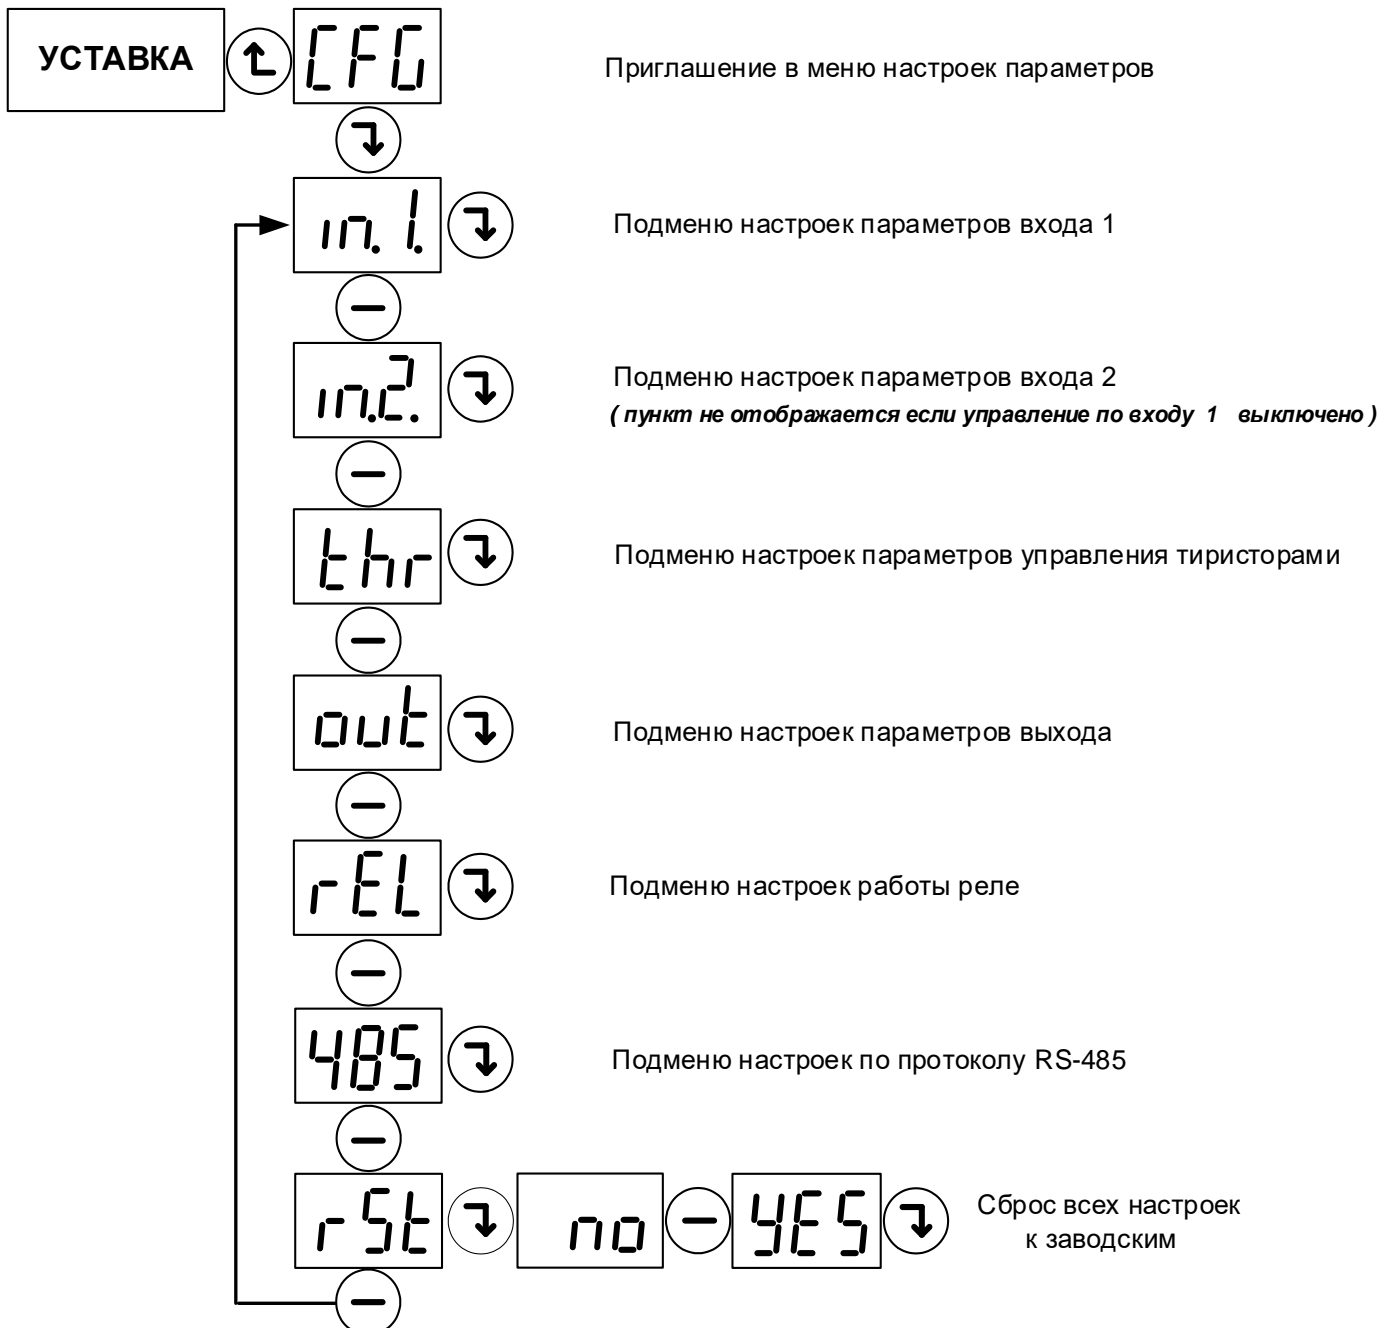 УСТАВКА
CFG
Приглашение в меню настроек параметров
in.1.
Подменю настроек параметров входа 1
in.2.
Подменю настроек параметров входа 2
( пункт не отображается если управление по входу 1 выключено )
thr
Подменю настроек параметров управления тиристорами
out
Подменю настроек параметров выхода
rEL
Подменю настроек работы реле
485
Подменю настроек по протоколу RS-485
rSt
no
YES
Сброс всех настроек
к заводским